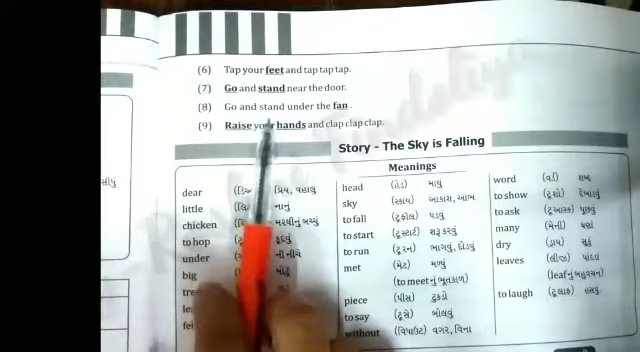 (6) Tap your feet and tap tap tap.
(7) Go and stand near the door.
(8) Go and stand under the fan .
(9) Raise your hands and clap clap clap.
Story - The Sky is Falling
Meanings
dear પ્રિય, વહાલુ
little નાનું
chicken મરઘીનું બચ્ચું
to hop કૂદવું
under ની નીચે
big મોટું
head (હેડ) માથુ
sky (સ્કાય) આકાશ, આભ
to fall (ટૂ ફોલ) પડવુ
to start (ટૂ સ્ટાર્ટ) શરૂ કરવું
to run (ટૂ રન) ભાગવું, દોડવું
met (મેટ) મળ્યું
(to meet નું ભૂતકાળ)
piece (પીસ) ટુકડો
to say (ટૂ સે) બોલવું
without (વિધાઉટ) વગર, વિના
word (વર્ડ) શબ્દ
to show (ટૂ શો) દેખાડવું
to ask (ટૂ આસ્ક) પૂછવું
many (મેની) ઘણાં
dry (ડ્રાય) સૂકું
leaves (લીવ્ઝ) પાંદડાં
(leaf નું બહુવચન)
to laugh (ટૂ લાફ) હસવુ